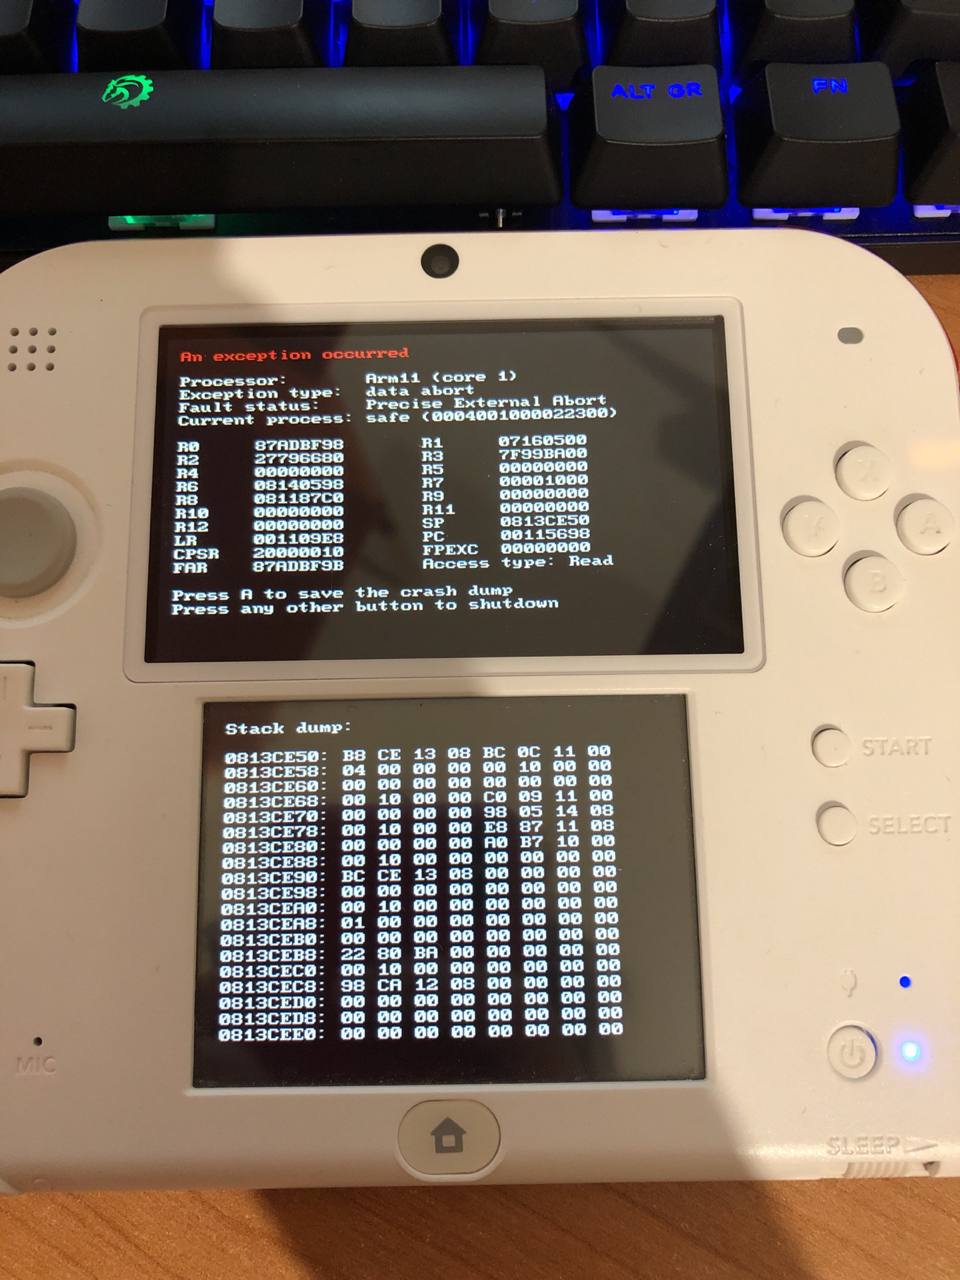 ALT GR
FN
An exception occurred
Processor: Arm11 (core 1)
Exception type: data abort
Fault status: Precise External Abort
Current process: safe (0004001000022300)
R0 87ADBF98 R1 07160500
R2 27796680 R3 7F99BA00
R4 00000000 R5 00000000
R6 08140598 R7 00001000
R8 081187C0 R9 00000000
R10 00000000 R11 00000000
R12 00000000 SP 0813CE50
LR 001109E8 PC 00115698
CPSR 20000010 FPEXC 00000000
FAR 87ADBF9B Access type: Read
Press A to save the crash dump
Press any other button to shutdown
X
Y
A
B
Stack dump:
0813CE50: B8 CE 13 08 BC 0C 11 00
0813CE58: 04 00 00 00 00 10 00 00
0813CE60: 00 00 00 00 00 00 00 00
0813CE68: 00 10 00 00 C0 09 11 00
0813CE70: 00 00 00 00 98 05 14 08
0813CE78: 00 10 00 00 E8 87 11 08
0813CE80: 00 00 00 00 A0 B7 10 00
0813CE88: 00 10 00 00 00 00 00 00
0813CE90: BC CE 13 08 00 00 00 00
0813CE98: 00 00 00 00 00 00 00 00
0813CEA0: 00 10 00 00 00 00 00 00
0813CEA8: 01 00 00 00 00 00 00 00
0813CEB0: 00 00 00 00 00 00 00 00
0813CEB8: 22 80 BA 00 00 00 00 00
0813CEC0: 00 10 00 00 00 00 00 00
0813CEC8: 98 CA 12 08 00 00 00 00
0813CED0: 00 00 00 00 00 00 00 00
0813CED8: 00 00 00 00 00 00 00 00
0813CEE0: 00 00 00 00 00 00 00 00
START
SELECT
MIC
SLEEP